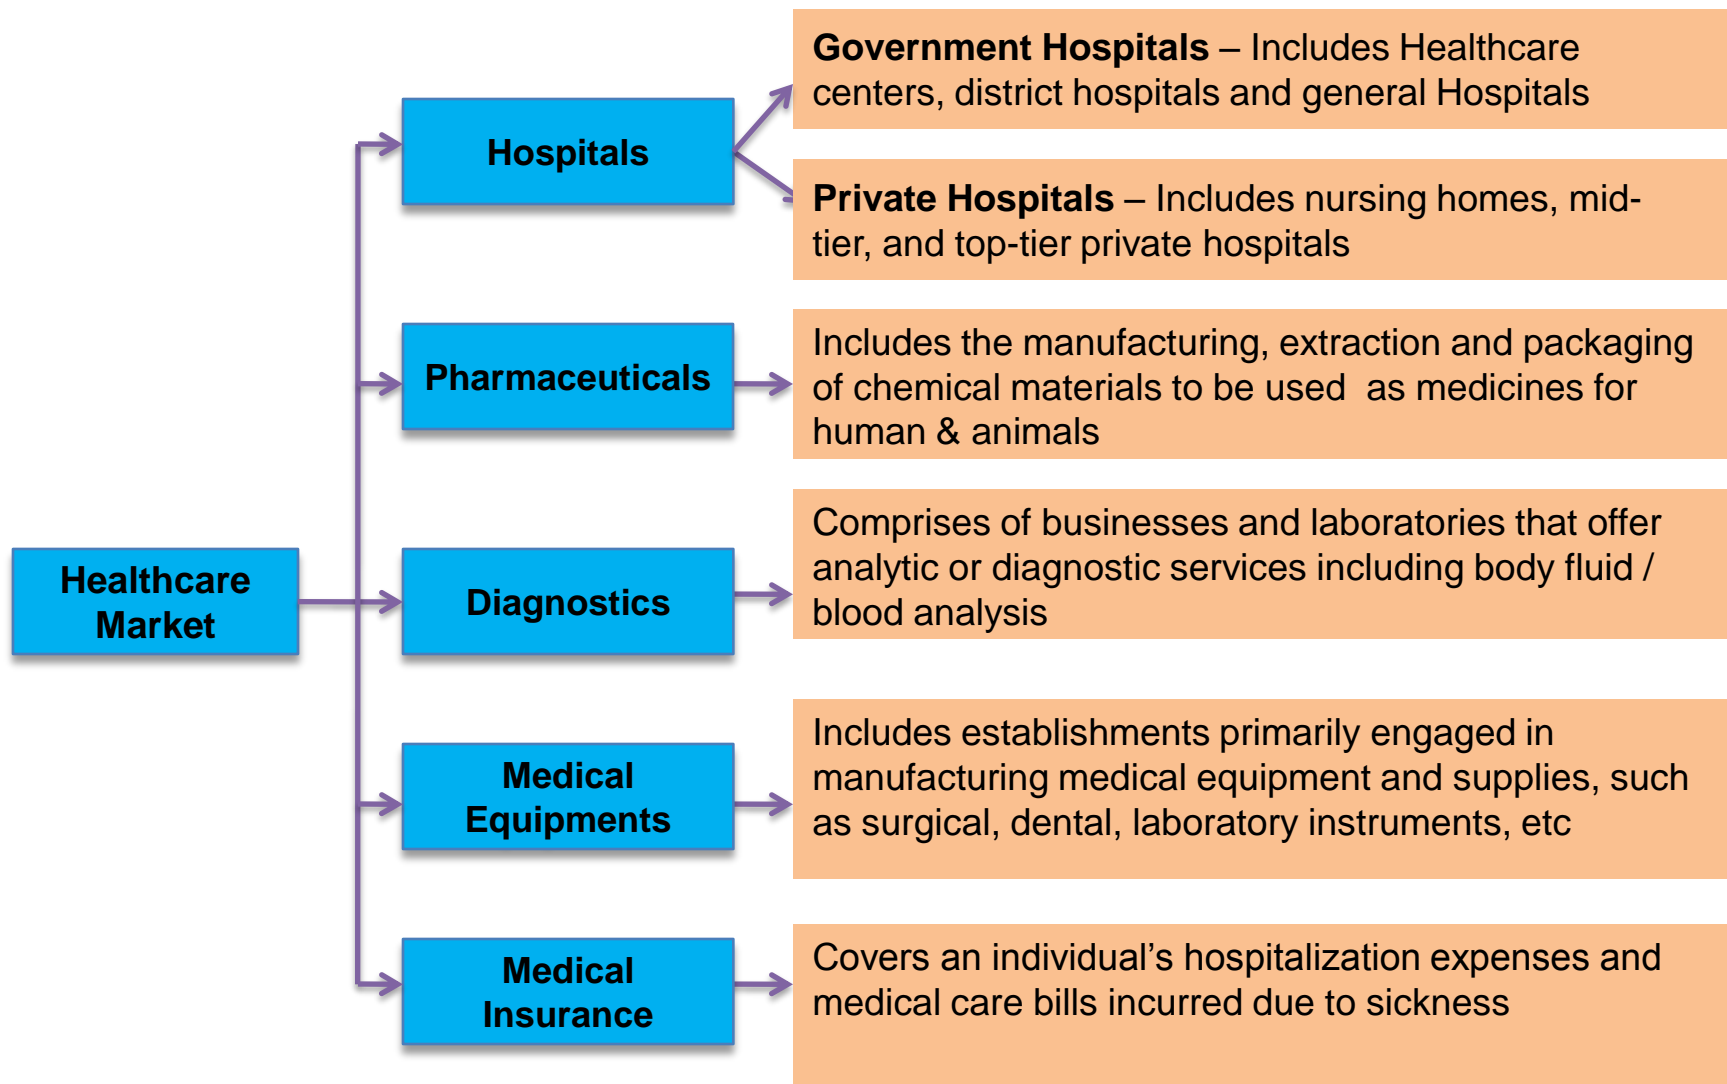 Government Hospitals – Includes Healthcare
centers, district hospitals and general Hospitals
Hospitals
Private Hospitals – Includes nursing homes, mid-
tier, and top-tier private hospitals
Pharmaceuticals
Includes the manufacturing, extraction and packaging
of chemical materials to be used  as medicines for
human & animals
Healthcare
Market
Diagnostics
Comprises of businesses and laboratories that offer
analytic or diagnostic services including body fluid /
blood analysis
Medical
Equipments
Includes establishments primarily engaged in
manufacturing medical equipment and supplies, such
as surgical, dental, laboratory instruments, etc
Medical
Insurance
Covers an individual’s hospitalization expenses and
medical care bills incurred due to sickness